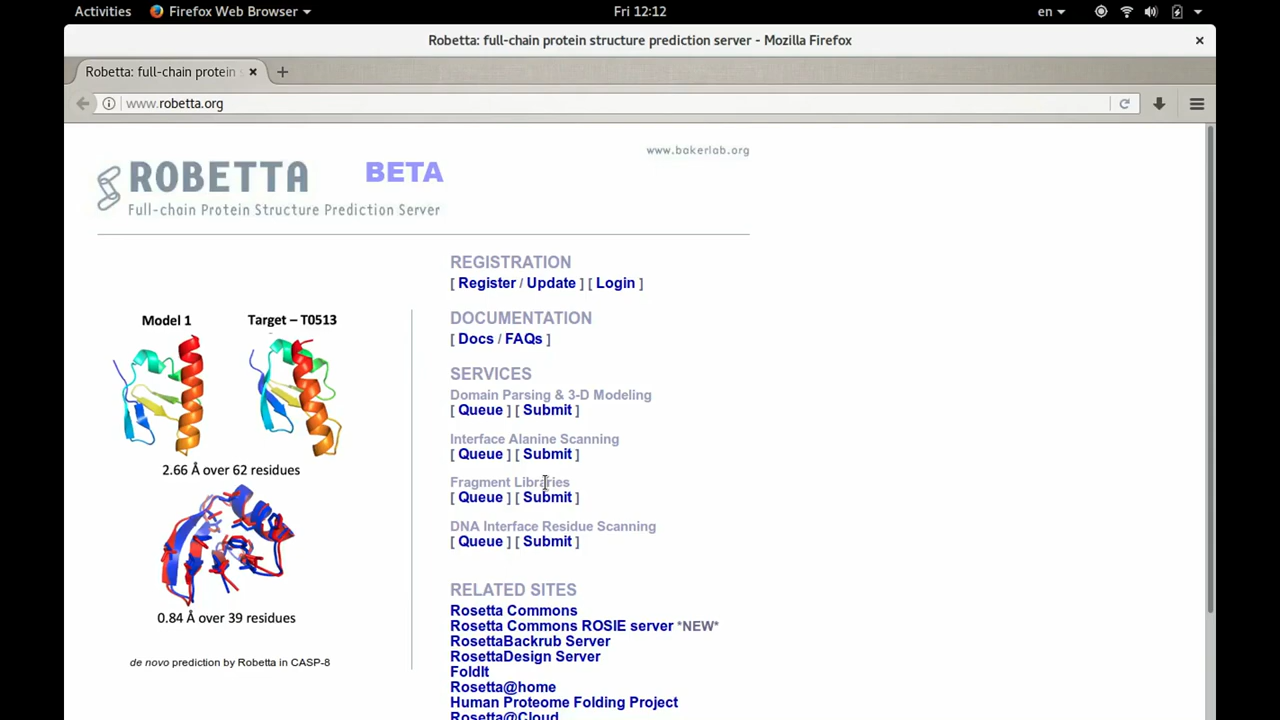 Activities Firefox Web Browser Fri 12:12 en
Robetta: full-chain protein structure prediction server - Mozilla Firefox
Robetta: full-chain protein s
www.robetta.org
www.bakerlab.org
ROBETTA BETA
Full-chain Protein Structure Prediction Server
REGISTRATION
[ Register / Update ] [ Login ]
DOCUMENTATION
[ Docs / FAQs ]
SERVICES
Domain Parsing & 3-D Modeling
[ Queue ] [ Submit ]
Interface Alanine Scanning
[ Queue ] [ Submit ]
Fragment Libraries
[ Queue ] [ Submit ]
DNA Interface Residue Scanning
[ Queue ] [ Submit ]
RELATED SITES
Rosetta Commons
Rosetta Commons ROSIE server *NEW*
RosettaBackrub Server
RosettaDesign Server
FoldIt
Rosetta@home
Human Proteome Folding Project
Rosetta@Cloud
Model 1 Target – T0513
2.66 Å over 62 residues
0.84 Å over 39 residues
de novo prediction by Robetta in CASP-8